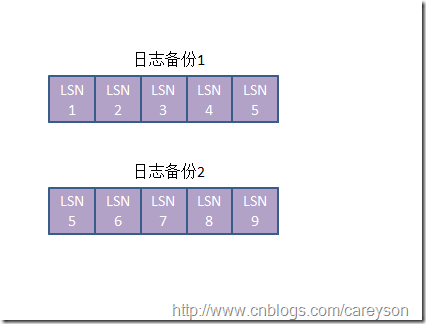 日志备份1
LSN 1 LSN 2 LSN 3 LSN 4 LSN 5
日志备份2
LSN 5 LSN 6 LSN 7 LSN 8 LSN 9
http://www.cnblogs.com/careyson